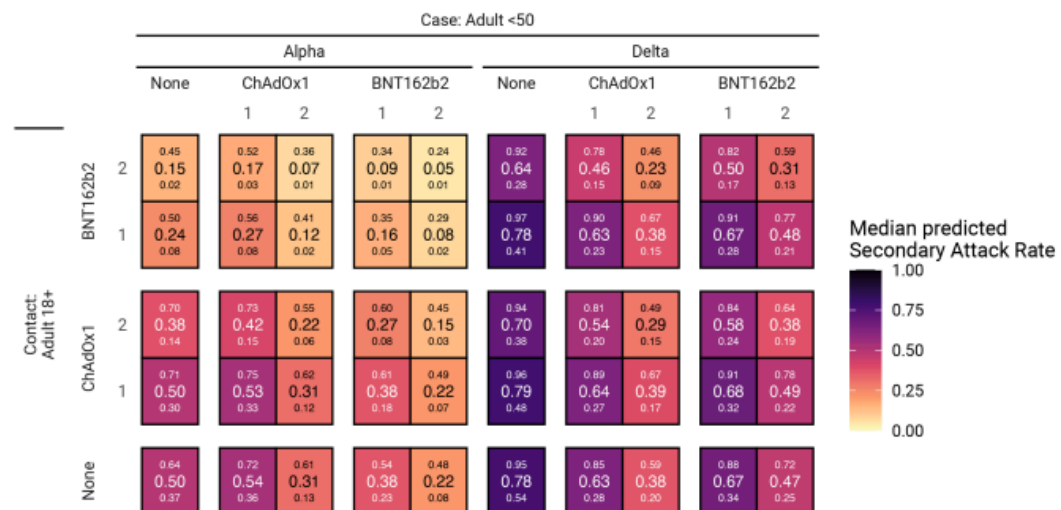 Case: Adult <50
Alpha Delta
None ChAdOx1 BNT162b2 None ChAdOx1 BNT162b2
1 2 1 2 1 2 1 2
Contact:
Adult 18+
BNT162b2
2
0.45 0.52 0.36 0.34 0.24 0.92 0.78 0.46 0.82 0.59
0.15 0.17 0.07 0.09 0.05 0.64 0.46 0.23 0.50 0.31
0.02 0.03 0.01 0.01 0.01 0.28 0.15 0.09 0.17 0.13
1
0.50 0.56 0.41 0.35 0.29 0.97 0.90 0.67 0.91 0.77
0.24 0.27 0.12 0.16 0.08 0.78 0.63 0.38 0.67 0.48
0.08 0.08 0.02 0.05 0.02 0.41 0.23 0.15 0.28 0.21
ChAdOx1
2
0.70 0.73 0.55 0.60 0.45 0.94 0.81 0.49 0.84 0.64
0.38 0.42 0.22 0.27 0.15 0.70 0.54 0.29 0.58 0.38
0.14 0.15 0.06 0.08 0.03 0.38 0.20 0.15 0.24 0.19
1
0.71 0.75 0.62 0.61 0.49 0.96 0.89 0.67 0.91 0.78
0.50 0.53 0.31 0.38 0.22 0.79 0.64 0.39 0.68 0.49
0.30 0.33 0.12 0.18 0.07 0.48 0.27 0.17 0.32 0.22
None
0.64 0.72 0.61 0.54 0.48 0.95 0.85 0.59 0.88 0.72
0.50 0.54 0.31 0.38 0.22 0.78 0.63 0.38 0.67 0.47
0.37 0.36 0.13 0.23 0.08 0.54 0.28 0.20 0.34 0.25
Median predicted
Secondary Attack Rate
1.00
0.75
0.50
0.25
0.00